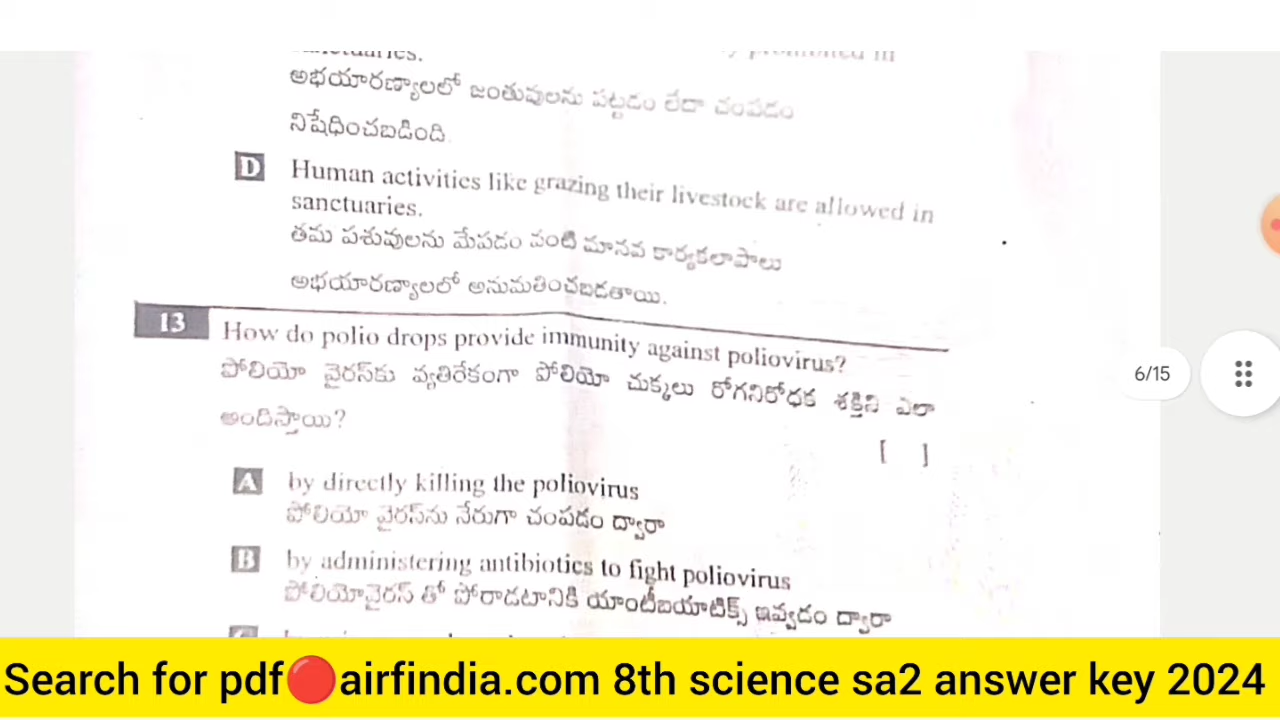 sanctuaries. prohibited in
అభయారణ్యాలలో జంతువులను పట్టడం లేదా చంపడం
నిషేధించబడింది.
D Human activities like grazing their livestock are allowed in
sanctuaries.
తమ పశువులను మేపడం వంటి మానవ కార్యకలాపాలు
అభయారణ్యాలలో అనుమతించబడతాయి.
13 How do polio drops provide immunity against poliovirus?
పోలియో వైరస్‌కు వ్యతిరేకంగా పోలియో చుక్కలు రోగనిరోధక శక్తిని ఎలా
అందిస్తాయి?
[ ]
6/15
A by directly killing the poliovirus
పోలియో వైరస్‌ను నేరుగా చంపడం ద్వారా
B by administering antibiotics to fight poliovirus
పోలియోవైరస్ తో పోరాడటానికి యాంటీబయాటిక్స్ ఇవ్వడం ద్వారా
Search for pdf🔴airfindia.com 8th science sa2 answer key 2024